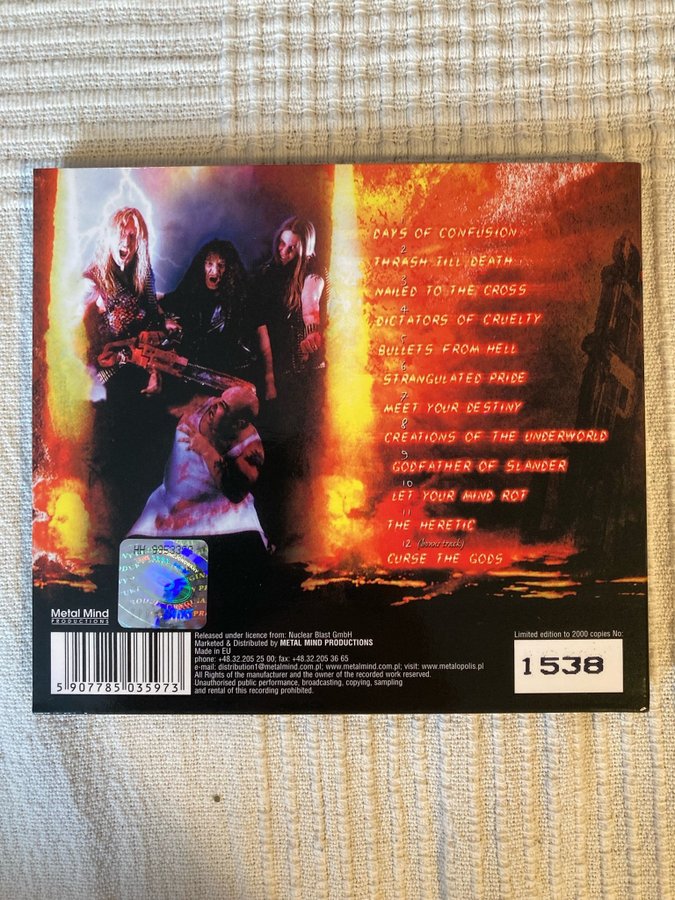 DAYS OF CONFUSION
2
THRASH TILL DEATH
3
NAILED TO THE CROSS
4
DICTATORS OF CRUELTY
5
BULLETS FROM HELL
6
STRANGULATED PRIDE
7
MEET YOUR DESTINY
8
CREATIONS OF THE UNDERWORLD
9
GODFATHER OF SLANDER
10
LET YOUR MIND ROT
11
THE HERETIC
12 (bonus track)
CURSE THE GODS
Metal Mind
PRODUCTIONS
5 907785 035973
Released under licence from: Nuclear Blast GmbH
Marketed & Distributed by METAL MIND PRODUCTIONS
Made in EU
phone: +48.32.205 25 00; fax: +48.32.205 36 65
e-mail: distribution1@metalmind.com.pl; visit: www.metalmind.com.pl; visit: www.metalopolis.pl
All Rights of the manufacturer and the owner of the recorded work reserved.
Unauthorised public performance, broadcasting, copying, sampling
and rental of this recording prohibited.
Limited edition to 2000 copies No:
1538